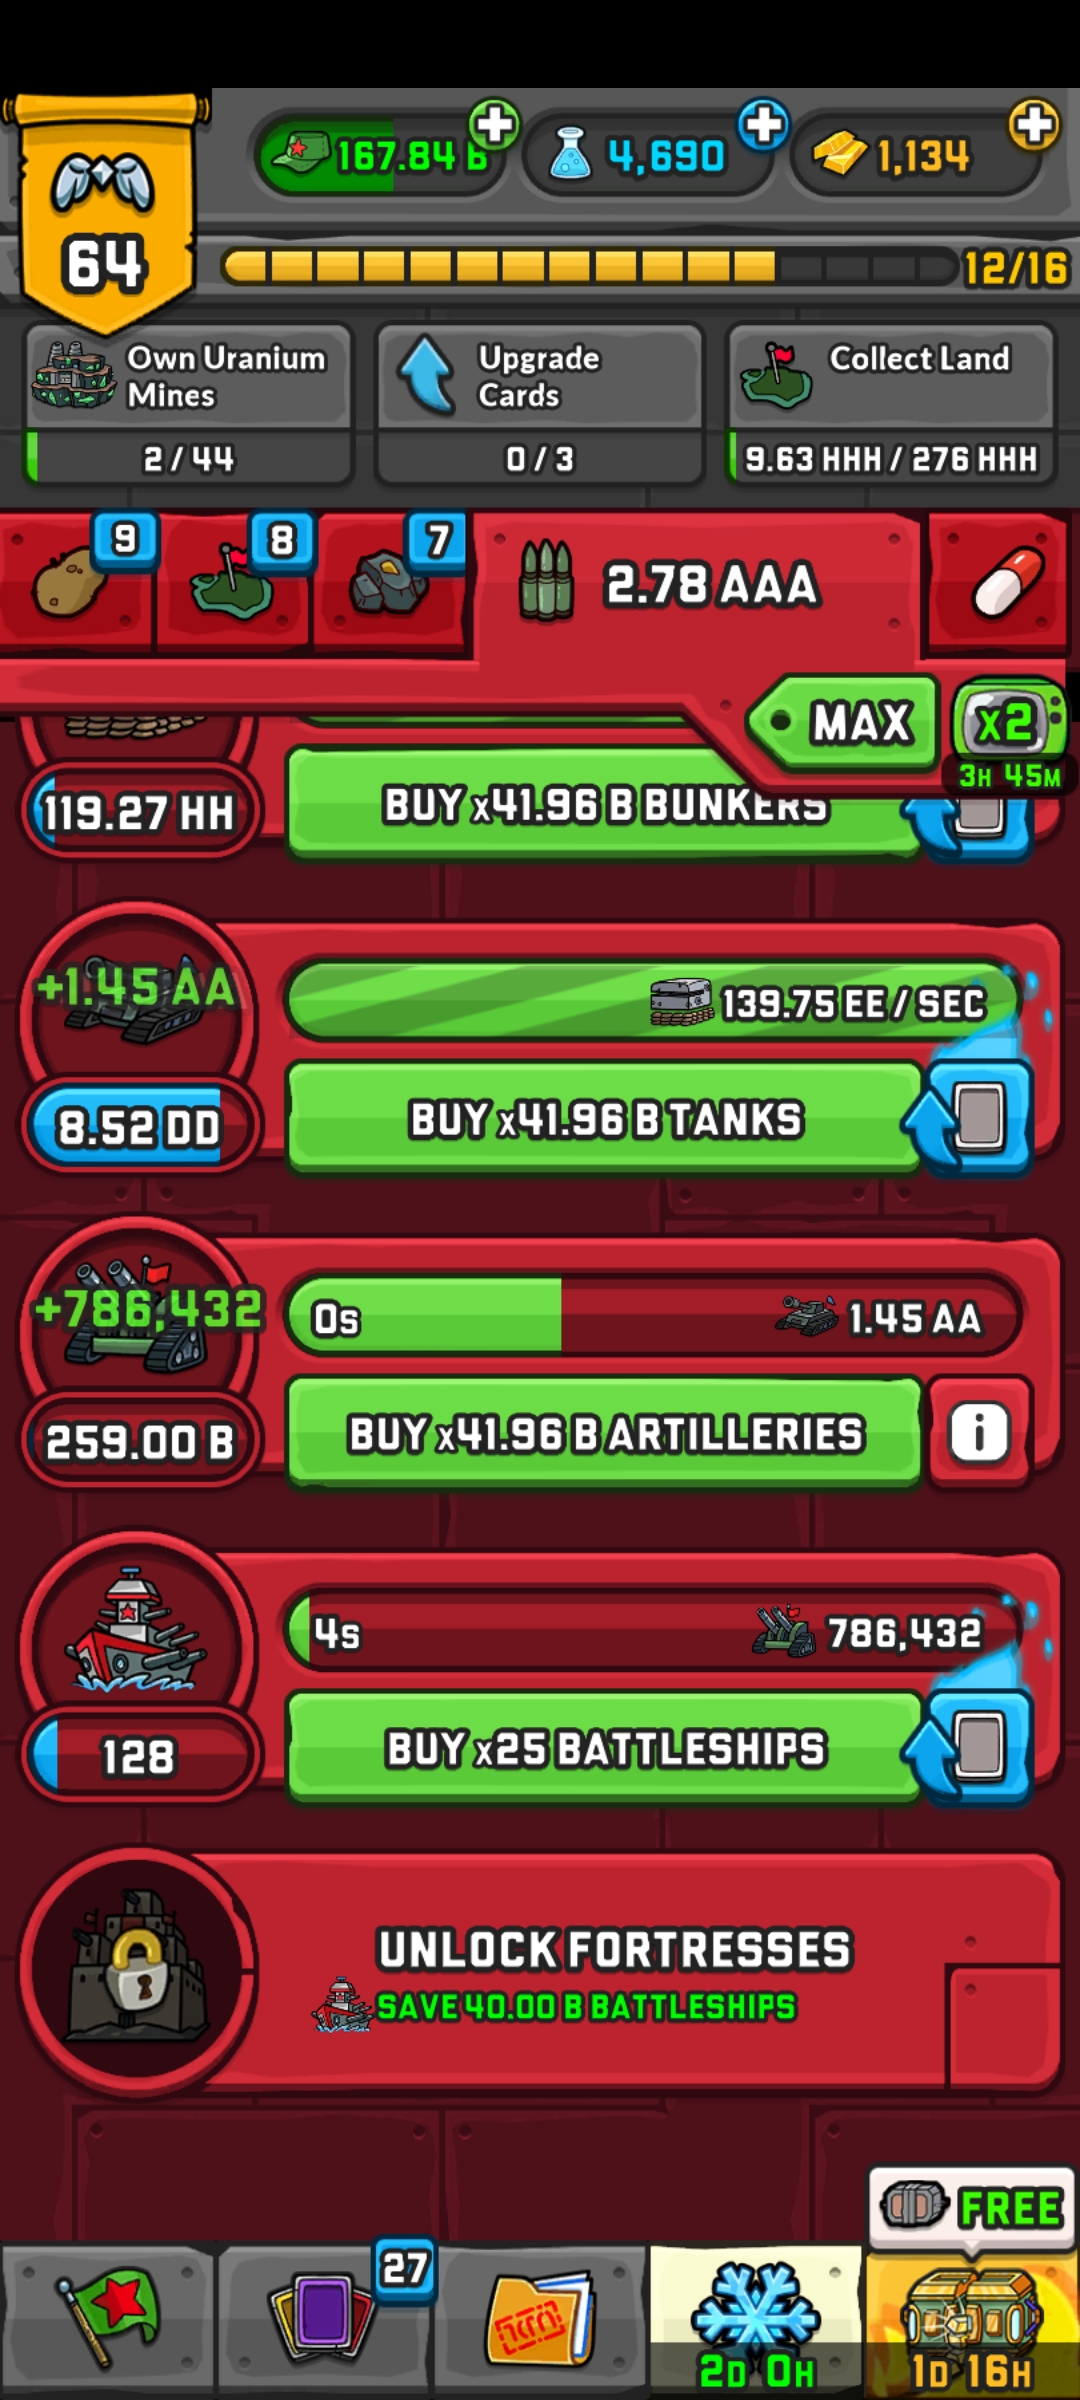 167.84 B
4,690
1,134
64
12/16
Own Uranium
Mines
2 / 44
Upgrade
Cards
0 / 3
Collect Land
9.63 HHH / 276 HHH
9
8
7
2.78 AAA
MAX
x2
3H 45M
119.27 HH
BUY x41.96 B BUNKERS
+1.45 AA
139.75 EE / SEC
8.52 DD
BUY x41.96 B TANKS
+786,432
0s
1.45 AA
259.00 B
BUY x41.96 B ARTILLERIES
i
4s
786,432
128
BUY x25 BATTLESHIPS
UNLOCK FORTRESSES
SAVE 40.00 B BATTLESHIPS
FREE
27
2D 0H
1D 16H